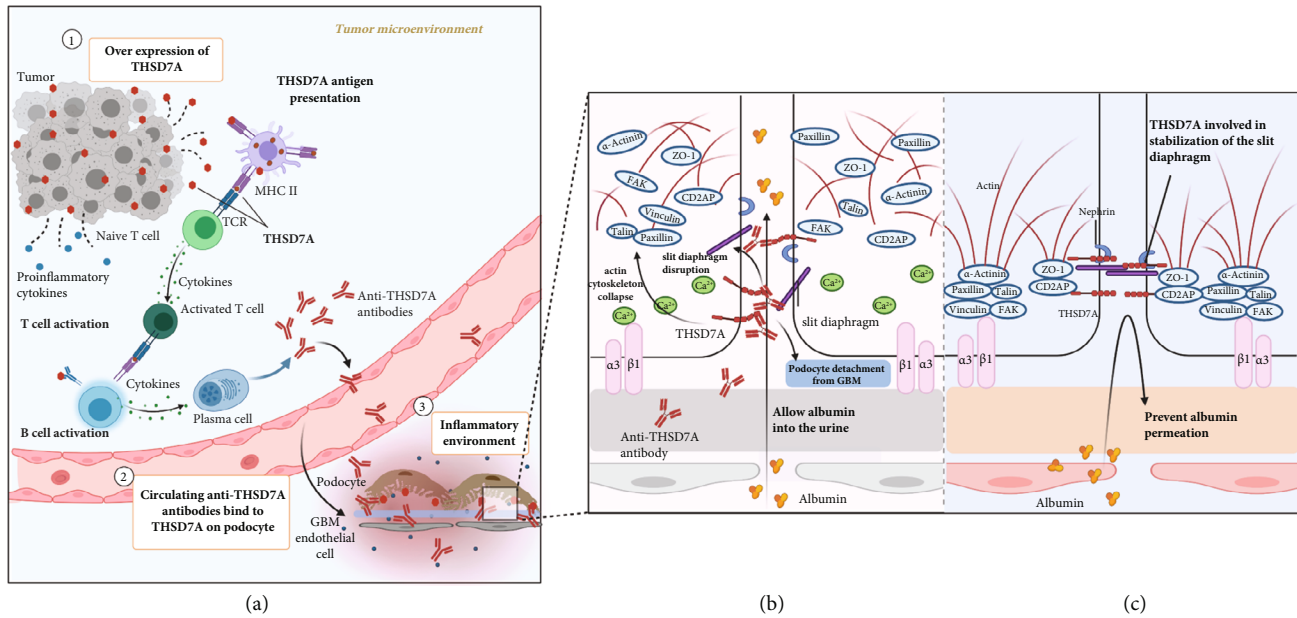 Tumor microenvironment
1
Over expression of
THSD7A
Tumor
THSD7A antigen
presentation
MHC II
TCR
Naive T cell
THSD7A
Proinflammatory
cytokines
Cytokines
Activated T cell
T cell activation
Anti-THSD7A
antibodies
Cytokines
Plasma cell
B cell activation
3
Inflammatory
environment
2
Circulating anti-THSD7A
antibodies bind to
THSD7A on podocyte
Podocyte
GBM
endothelial
cell
(a)
α-Actinin
ZO-1
FAK
CD2AP
Vinculin
Talin
Paxillin
Paxillin
Paxillin
ZO-1
α-Actinin
Talin
FAK
CD2AP
slit diaphragm
disruption
actin
cytoskeleton
collapse
Ca²⁺
Ca²⁺
Ca²⁺
Ca²⁺
Ca²⁺
Ca²⁺
THSD7A
slit diaphragm
α3
β1
Podocyte detachment
from GBM
β1
α3
Anti-THSD7A
antibody
Allow albumin
into the urine
Albumin
(b)
THSD7A involved in
stabilization of the slit
diaphragm
Actin
Nephrin
α-Actinin
Paxillin
Talin
Vinculin
FAK
ZO-1
CD2AP
THSD7A
ZO-1
CD2AP
α-Actinin
Paxillin
Talin
Vinculin
FAK
α3
β1
β1
α3
Prevent albumin
permeation
Albumin
(c)